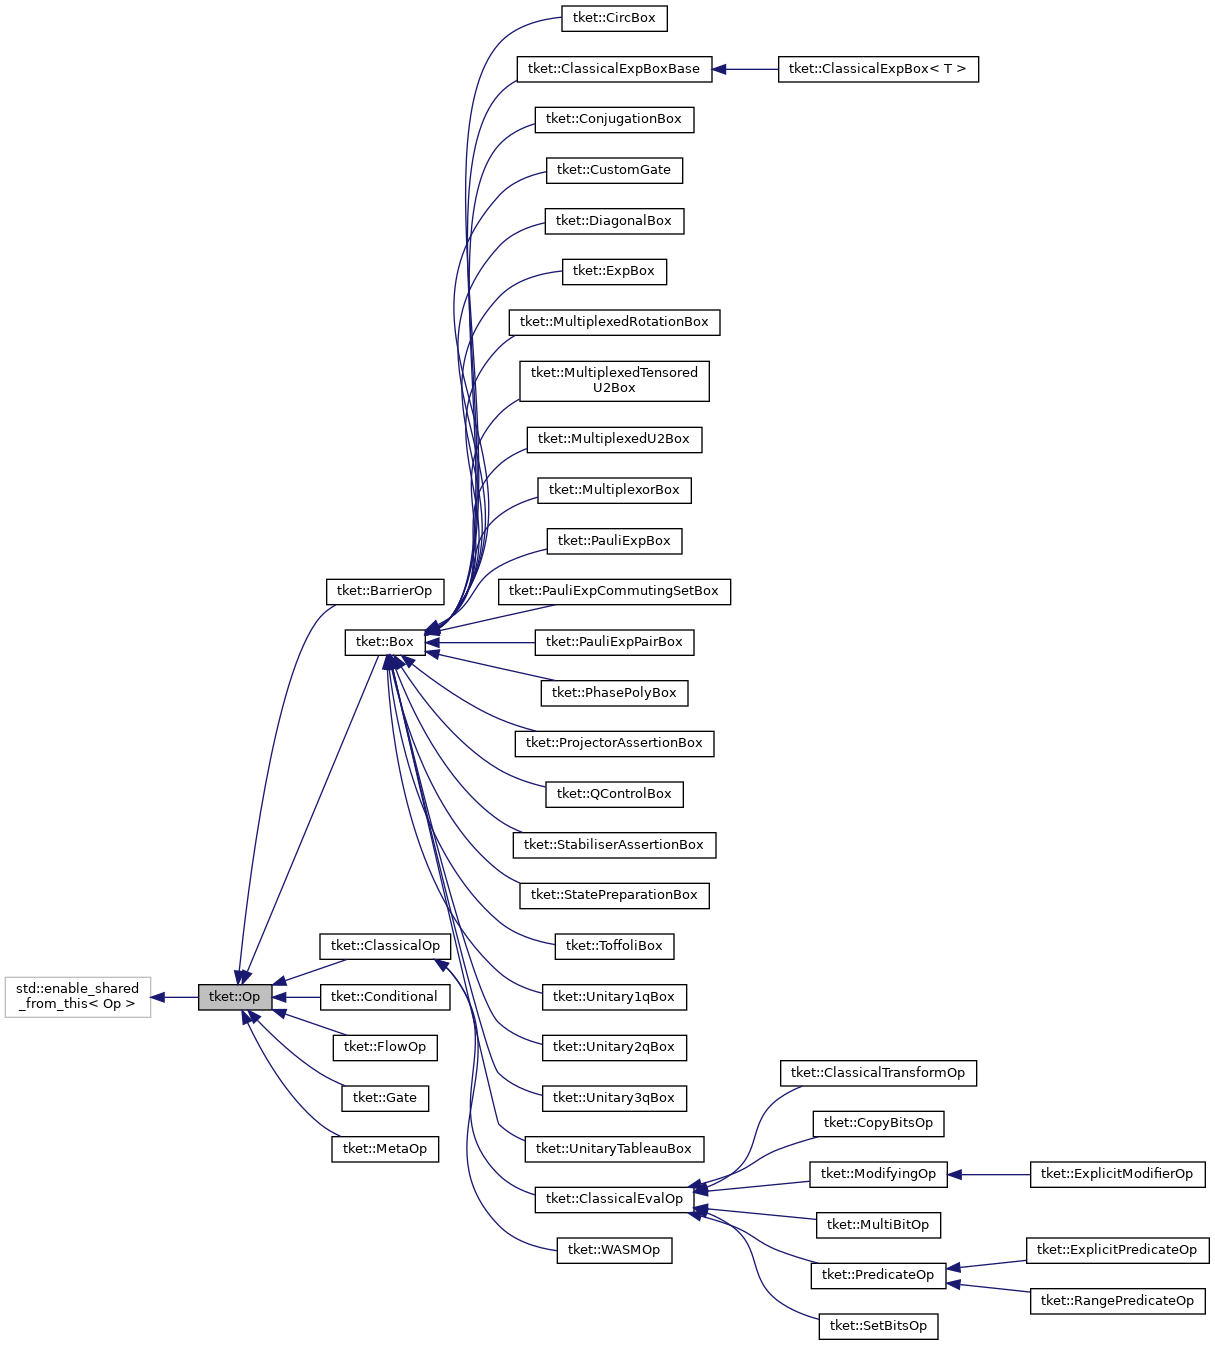 tket::CircBox
tket::ClassicalExpBoxBase
tket::ClassicalExpBox< T >
tket::ConjugationBox
tket::CustomGate
tket::DiagonalBox
tket::ExpBox
tket::MultiplexedRotationBox
tket::MultiplexedTensored
U2Box
tket::MultiplexedU2Box
tket::MultiplexorBox
tket::PauliExpBox
tket::BarrierOp
tket::PauliExpCommutingSetBox
tket::Box
tket::PauliExpPairBox
tket::PhasePolyBox
tket::ProjectorAssertionBox
tket::QControlBox
tket::StabiliserAssertionBox
tket::StatePreparationBox
tket::ClassicalOp
tket::ToffoliBox
std::enable_shared
_from_this< Op >
tket::Op
tket::Conditional
tket::Unitary1qBox
tket::FlowOp
tket::Unitary2qBox
tket::ClassicalTransformOp
tket::Gate
tket::Unitary3qBox
tket::CopyBitsOp
tket::MetaOp
tket::UnitaryTableauBox
tket::ModifyingOp
tket::ExplicitModifierOp
tket::ClassicalEvalOp
tket::MultiBitOp
tket::WASMOp
tket::ExplicitPredicateOp
tket::PredicateOp
tket::RangePredicateOp
tket::SetBitsOp